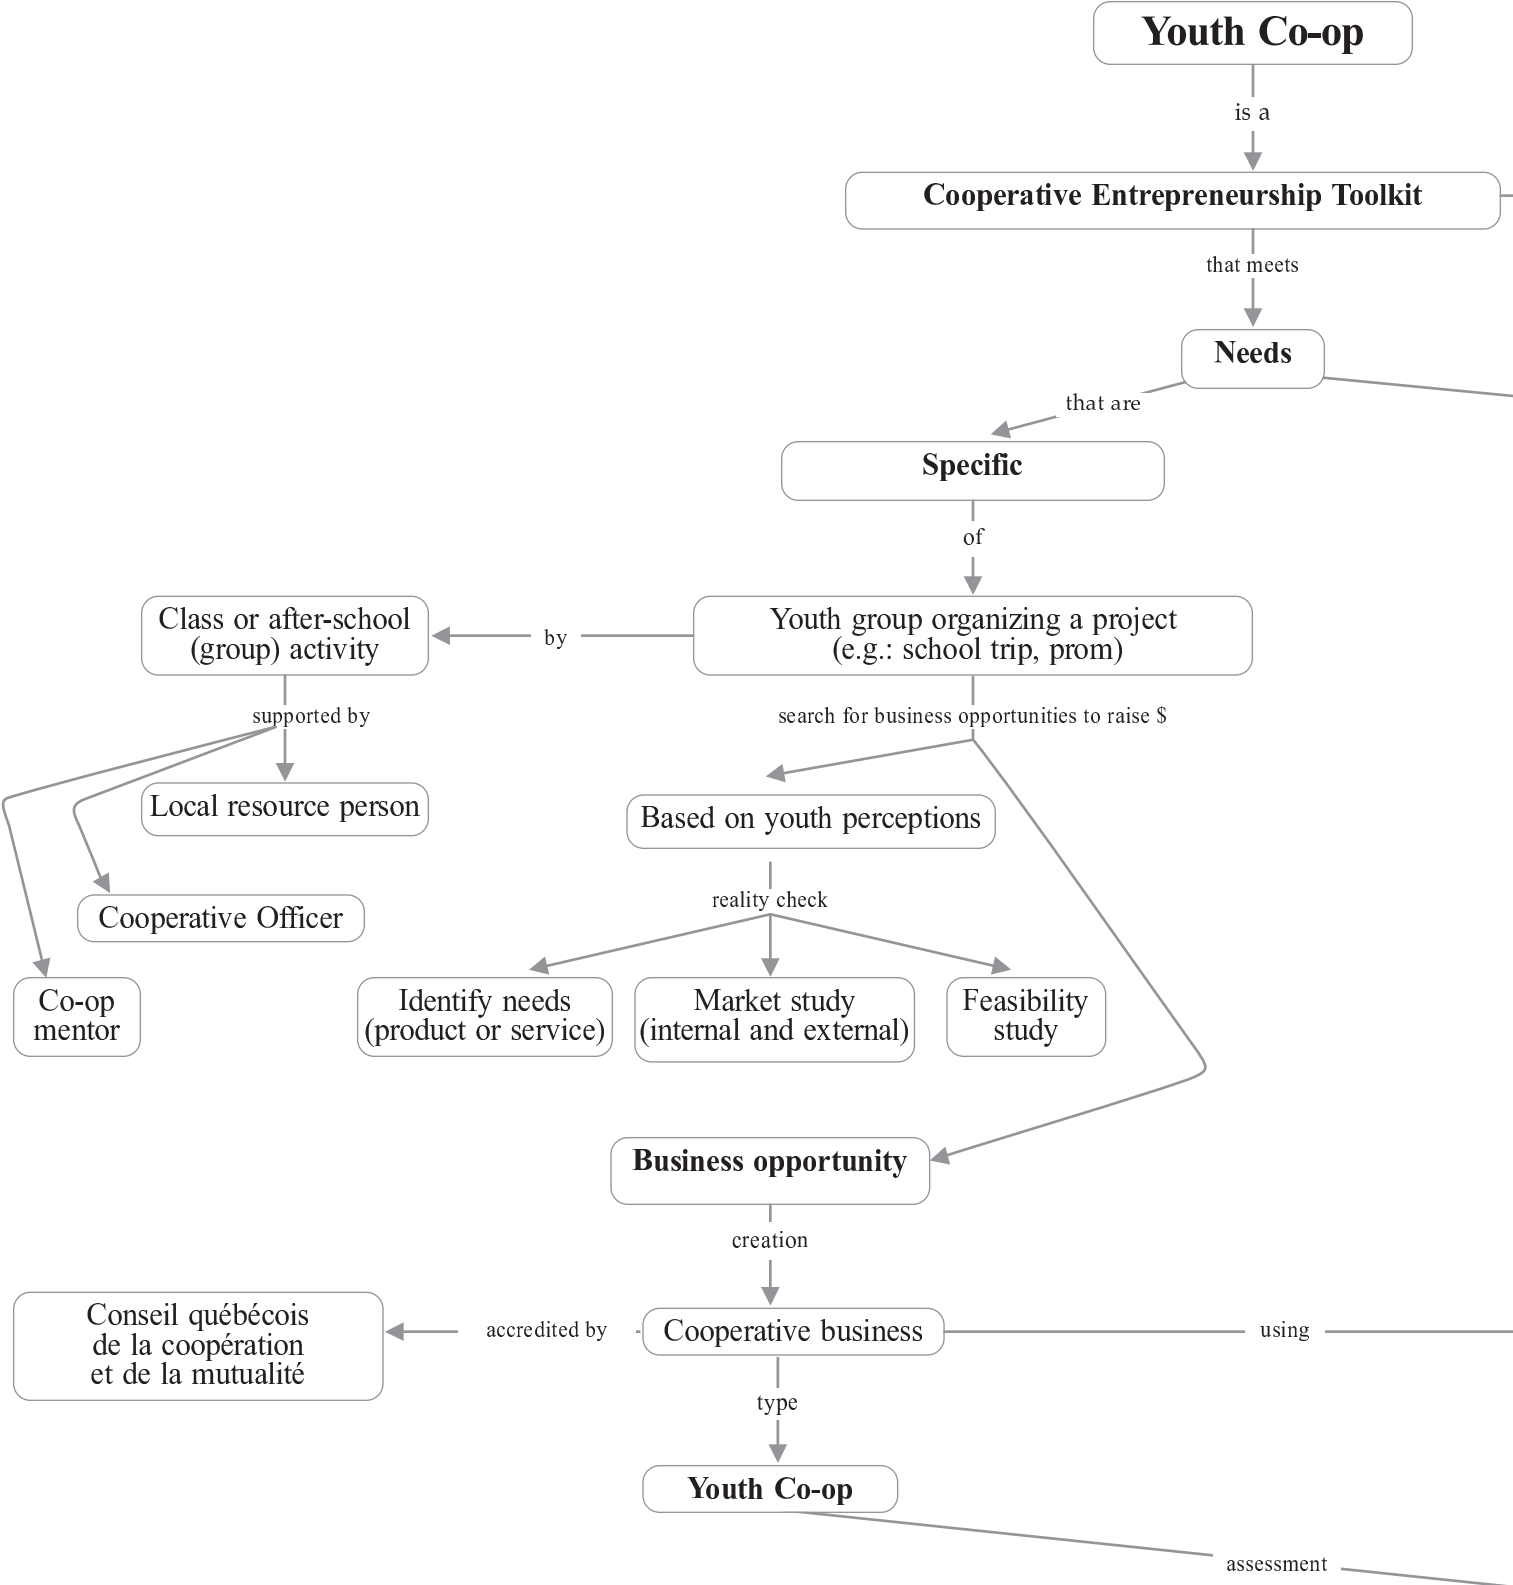 Youth Co-op
is a
Cooperative Entrepreneurship Toolkit
that meets
Needs
that are
Specific
of
Class or after-school
(group) activity
by
Youth group organizing a project
(e.g.: school trip, prom)
supported by
search for business opportunities to raise $
Local resource person
Based on youth perceptions
reality check
Cooperative Officer
Co-op
mentor
Identify needs
(product or service)
Market study
(internal and external)
Feasibility
study
Business opportunity
creation
Conseil québécois
de la coopération
et de la mutualité
accredited by
Cooperative business
using
type
Youth Co-op
assessment